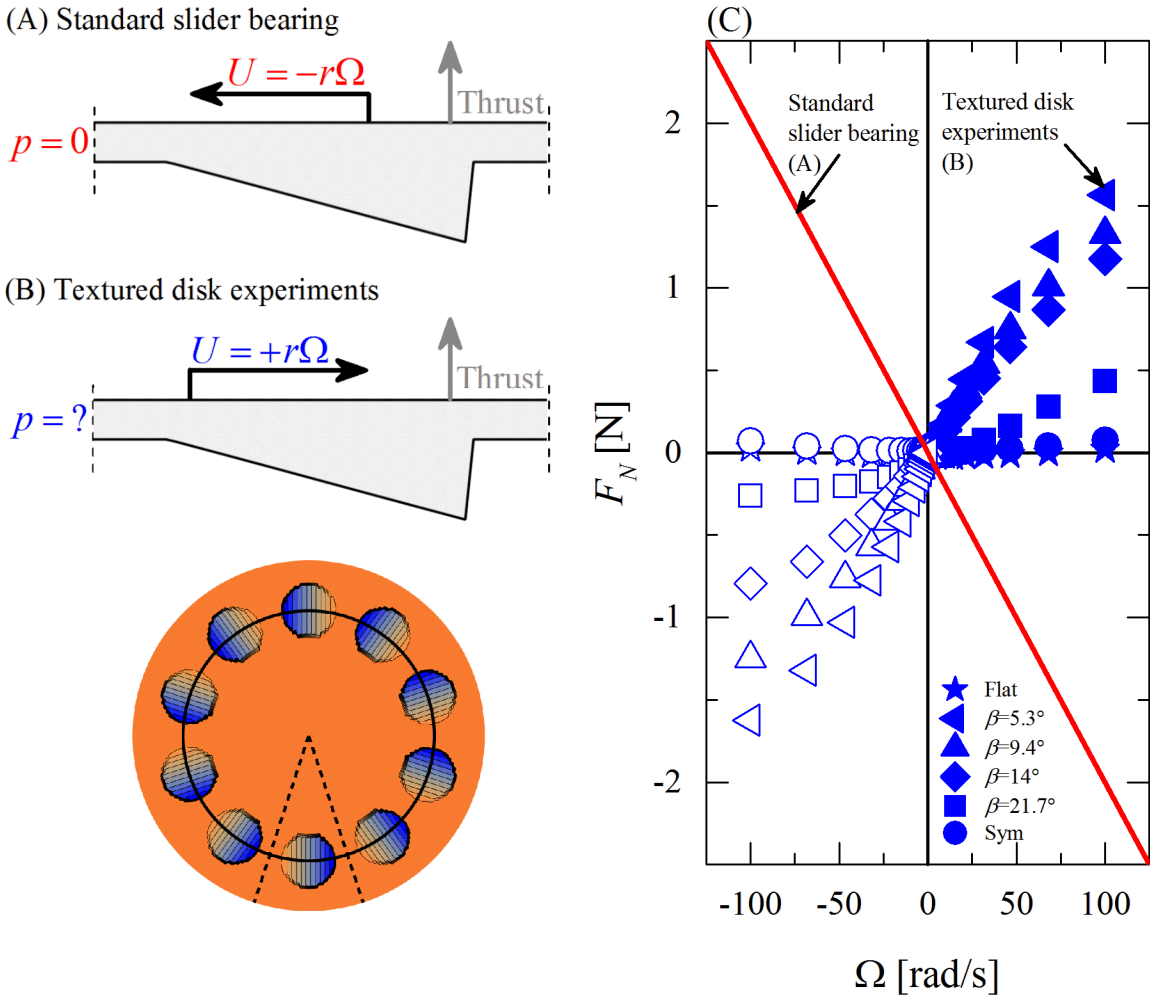 (A) Standard slider bearing
U = −rΩ
Thrust
p = 0
(B) Textured disk experiments
U = +rΩ
Thrust
p = ?
(C)
Standard
slider bearing
(A)
Textured disk
experiments
(B)
2
1
0
-1
-2
F_N [N]
Flat
β=5.3°
β=9.4°
β=14°
β=21.7°
Sym
-100 -50 0 50 100
Ω [rad/s]